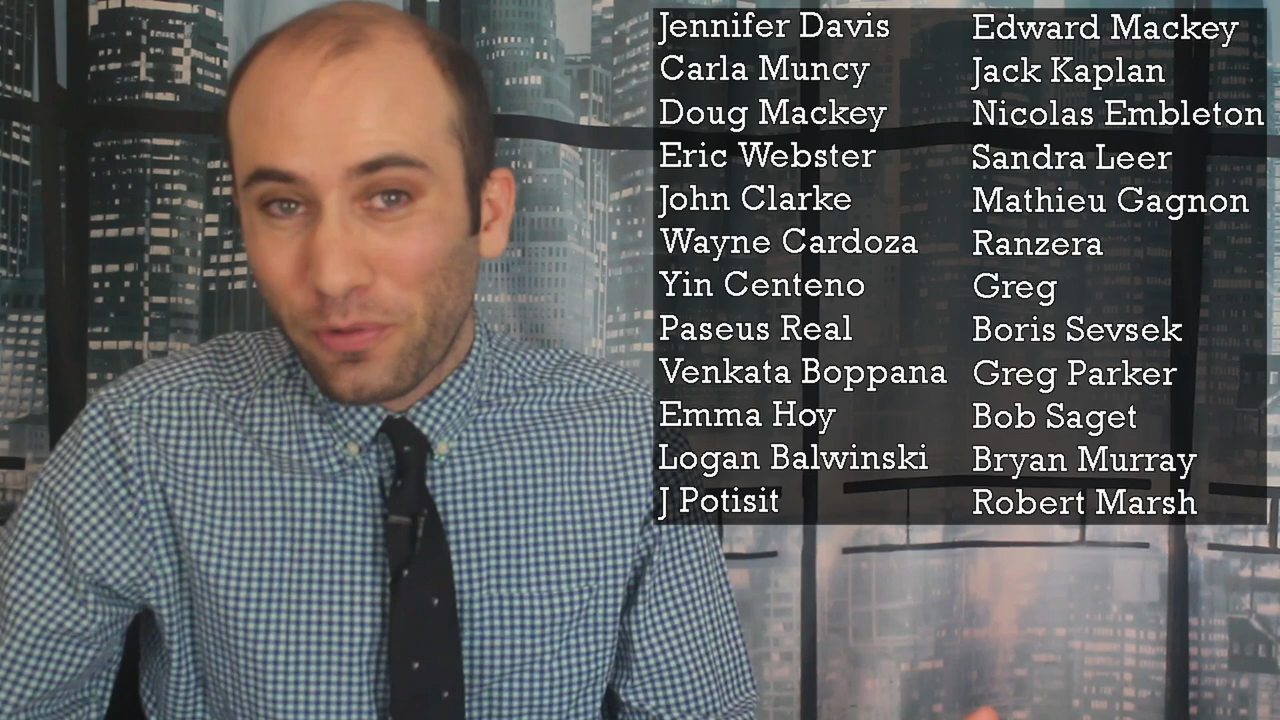 Jennifer Davis
Carla Muncy
Doug Mackey
Eric Webster
John Clarke
Wayne Cardoza
Yin Centeno
Paseus Real
Venkata Boppana
Emma Hoy
Logan Balwinski
J Potisit
Edward Mackey
Jack Kaplan
Nicolas Embleton
Sandra Leer
Mathieu Gagnon
Ranzera
Greg
Boris Sevsek
Greg Parker
Bob Saget
Bryan Murray
Robert Marsh